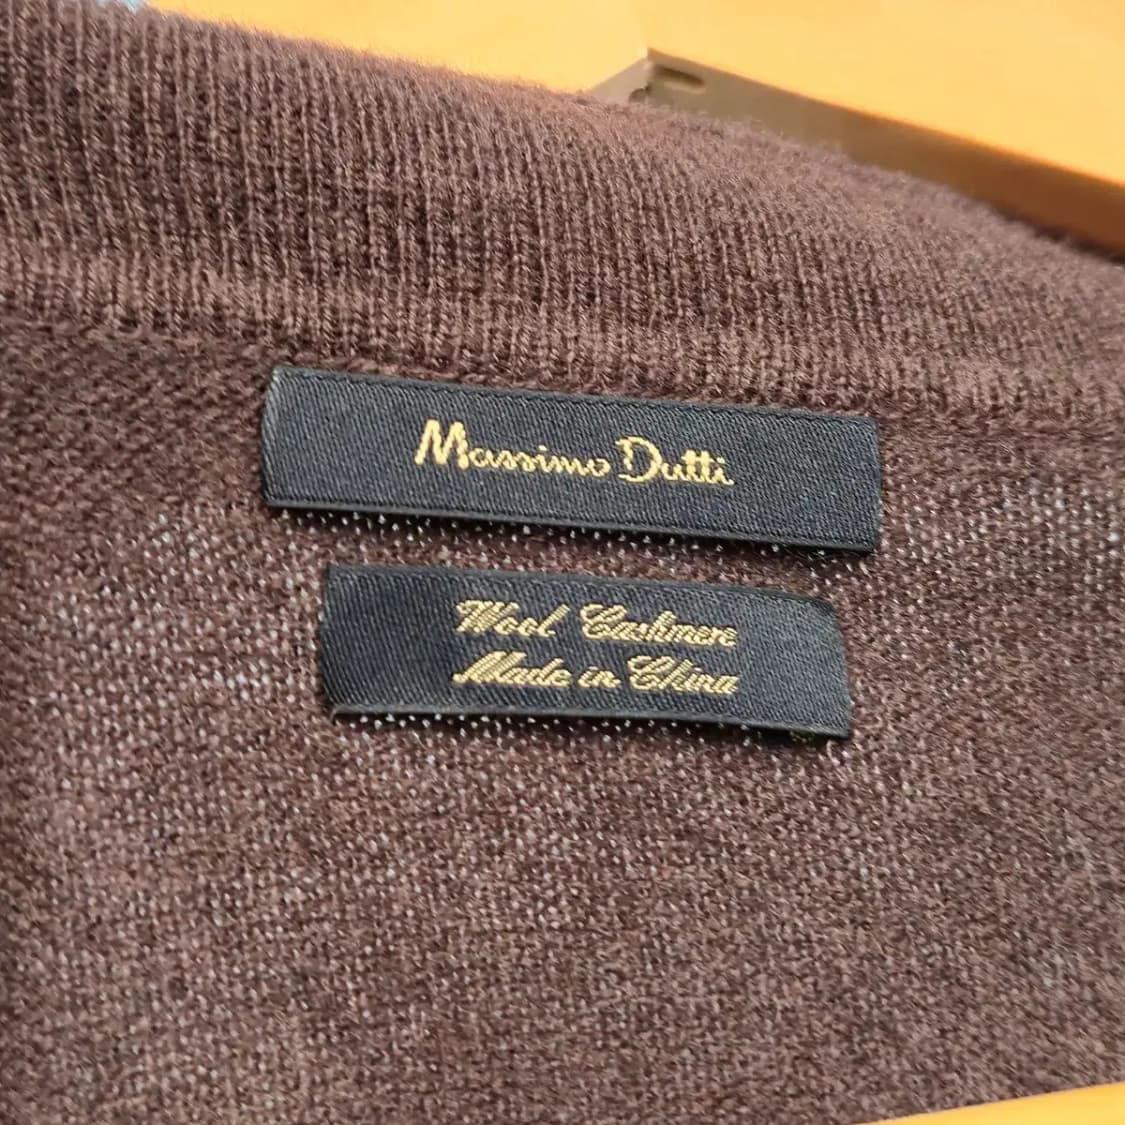 Massimo Dutti
Wool Cashmere
Made in China